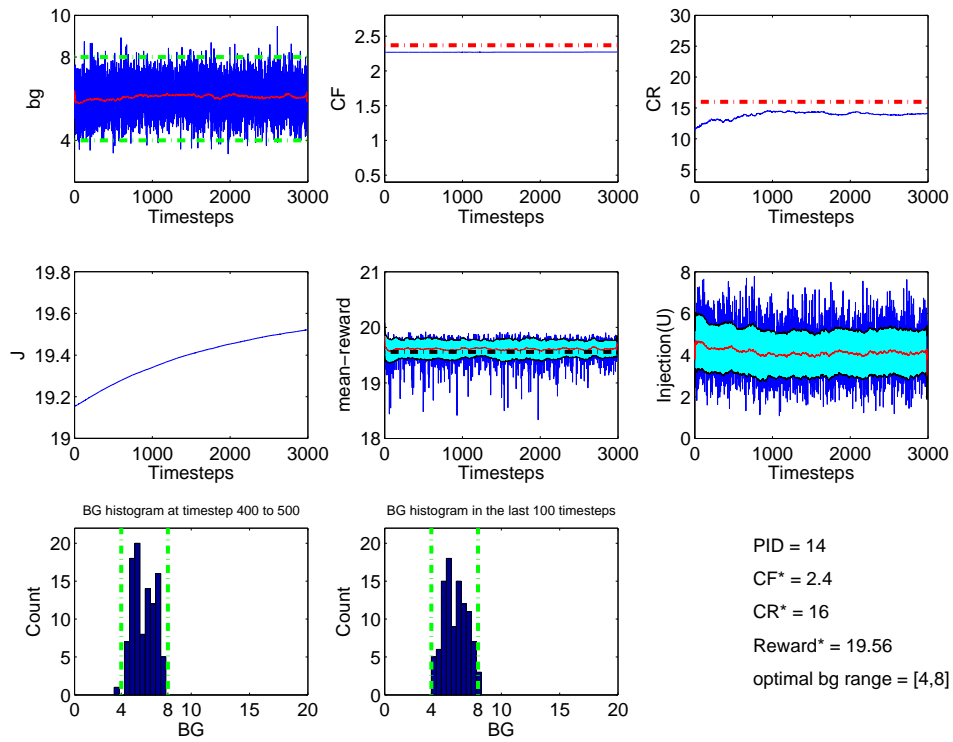 10
8
6
4
2
bg
0 1000 2000 3000
Timesteps
2.5
2
1.5
1
0.5
CF
0 1000 2000 3000
Timesteps
30
25
20
15
10
5
CR
0 1000 2000 3000
Timesteps
19.8
19.6
19.4
19.2
19
J
0 1000 2000 3000
Timesteps
21
20
19
18
mean−reward
0 1000 2000 3000
Timesteps
8
6
4
2
0
Injection(U)
0 1000 2000 3000
Timesteps
BG histogram at timestep 400 to 500
20
15
10
5
0
Count
0 4 8 10 15 20
BG
BG histogram in the last 100 timesteps
20
15
10
5
0
Count
0 4 8 10 15 20
BG
PID = 14
CF* = 2.4
CR* = 16
Reward* = 19.56
optimal bg range = [4,8]